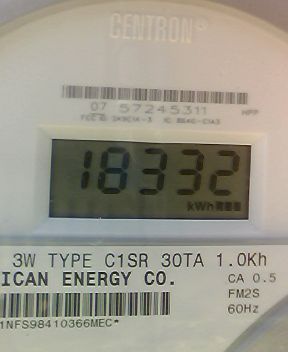 CENTRON®
07 57245311 HPP
18332
kWh
3W TYPE C1SR 30TA 1.0Kh
ICAN ENERGY CO. CA 0.5
FM2S
60Hz
1NFS98410366MEC*